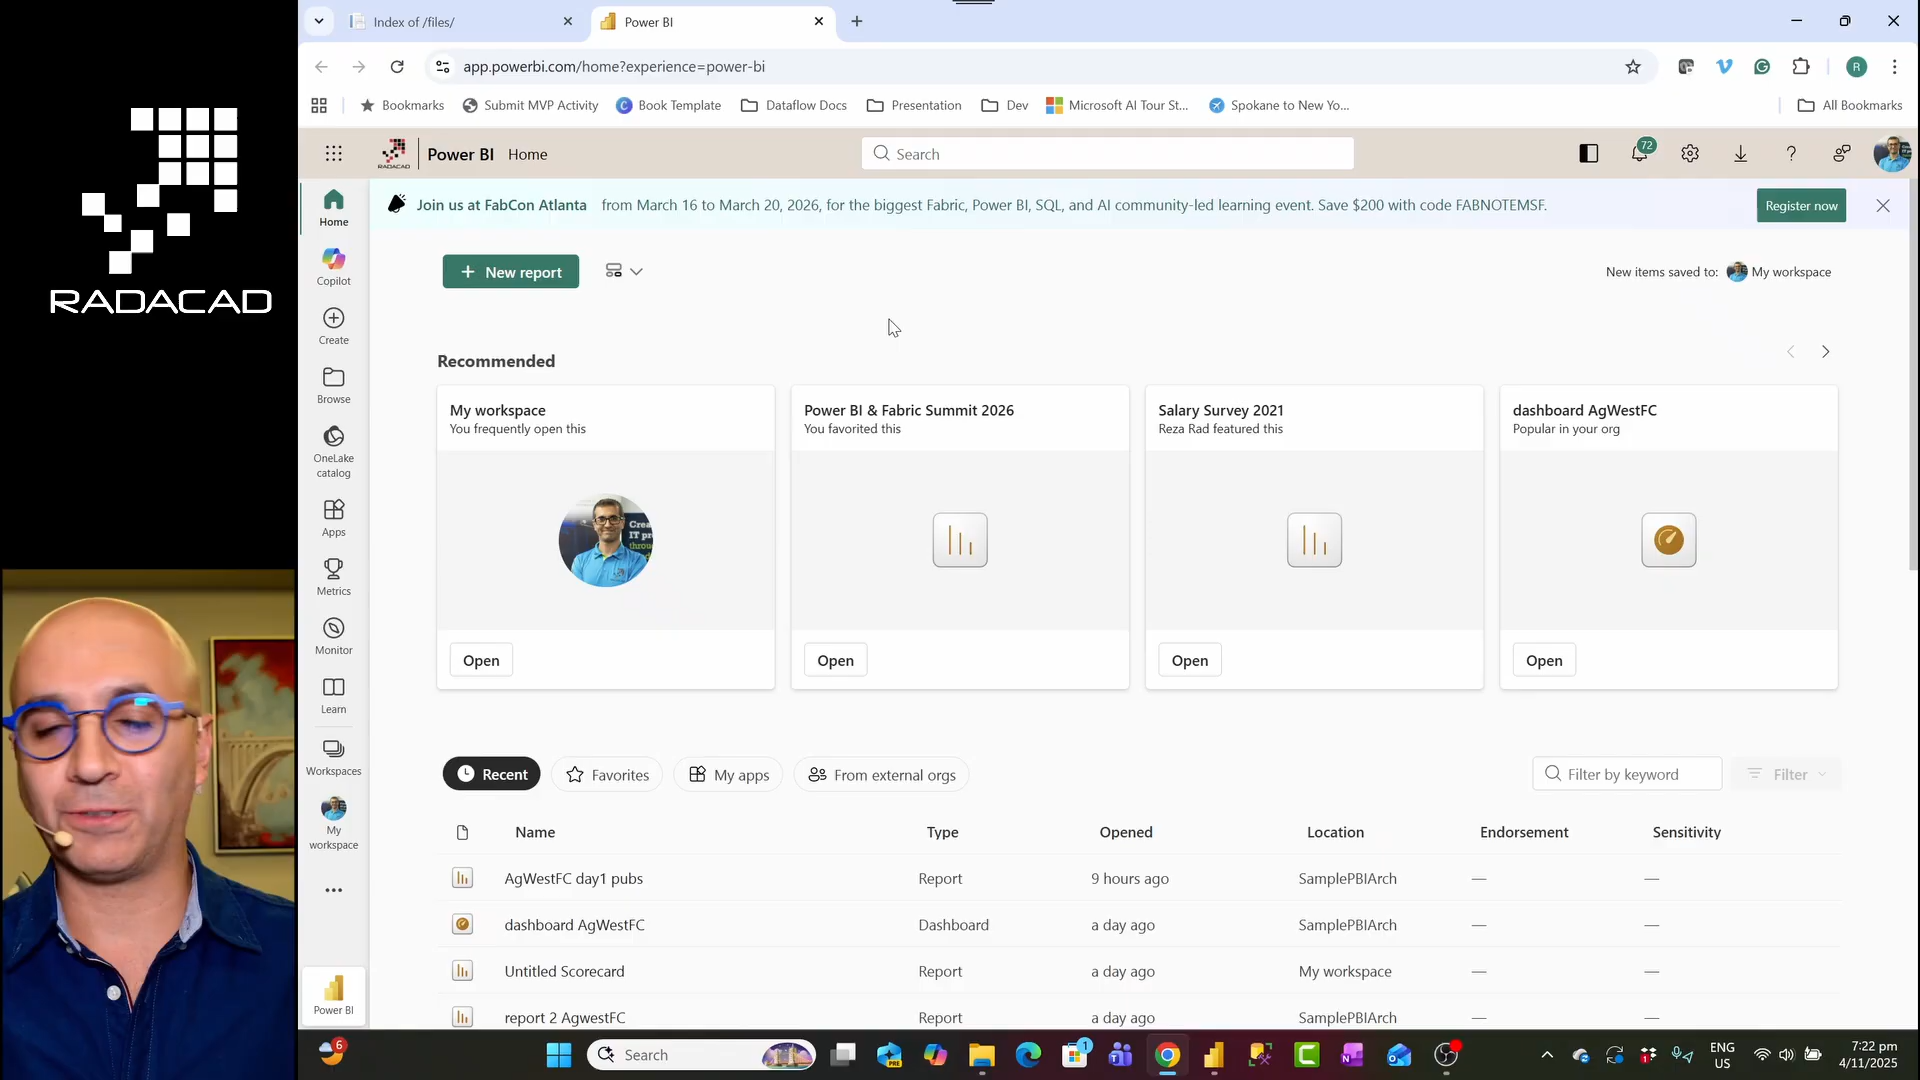 RADACAD
Index of /files/
Power BI
app.powerbi.com/home?experience=power-bi
R
Bookmarks
Submit MVP Activity
Book Template
Dataflow Docs
Presentation
Dev
Microsoft AI Tour St...
Spokane to New Yo...
All Bookmarks
RADACAD
Power BI
Home
Search
72
Join us at FabCon Atlanta from March 16 to March 20, 2026, for the biggest Fabric, Power BI, SQL, and AI community-led learning event. Save $200 with code FABNOTEMSF.
Register now
Home
Copilot
Create
Browse
OneLake
catalog
Apps
Metrics
Monitor
Learn
Workspaces
My
workspace
Power BI
New report
New items saved to: My workspace
Recommended
My workspace
You frequently open this
Open
Power BI & Fabric Summit 2026
You favorited this
Open
Salary Survey 2021
Reza Rad featured this
Open
dashboard AgWestFC
Popular in your org
Open
Recent
Favorites
My apps
From external orgs
Filter by keyword
Filter
Name Type Opened Location Endorsement Sensitivity
AgWestFC day1 pubs Report 9 hours ago SamplePBIArch — —
dashboard AgWestFC Dashboard a day ago SamplePBIArch — —
Untitled Scorecard Report a day ago My workspace — —
report 2 AgwestFC Report a day ago SamplePBIArch — —
6
Search
PRE
1
1
ENG
US
7:22 pm
4/11/2025